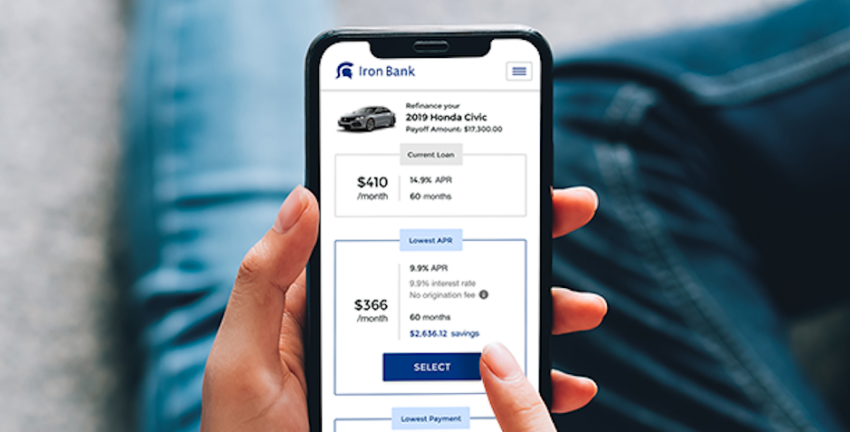 Iron Bank
Refinance your
2019 Honda Civic
Payoff Amount: $17,300.00
Current Loan
$410
/month
14.9% APR
60 months
Lowest APR
$366
/month
9.9% APR
9.9% interest rate
No origination fee
60 months
$2,636.12 savings
SELECT
Lowest Payment